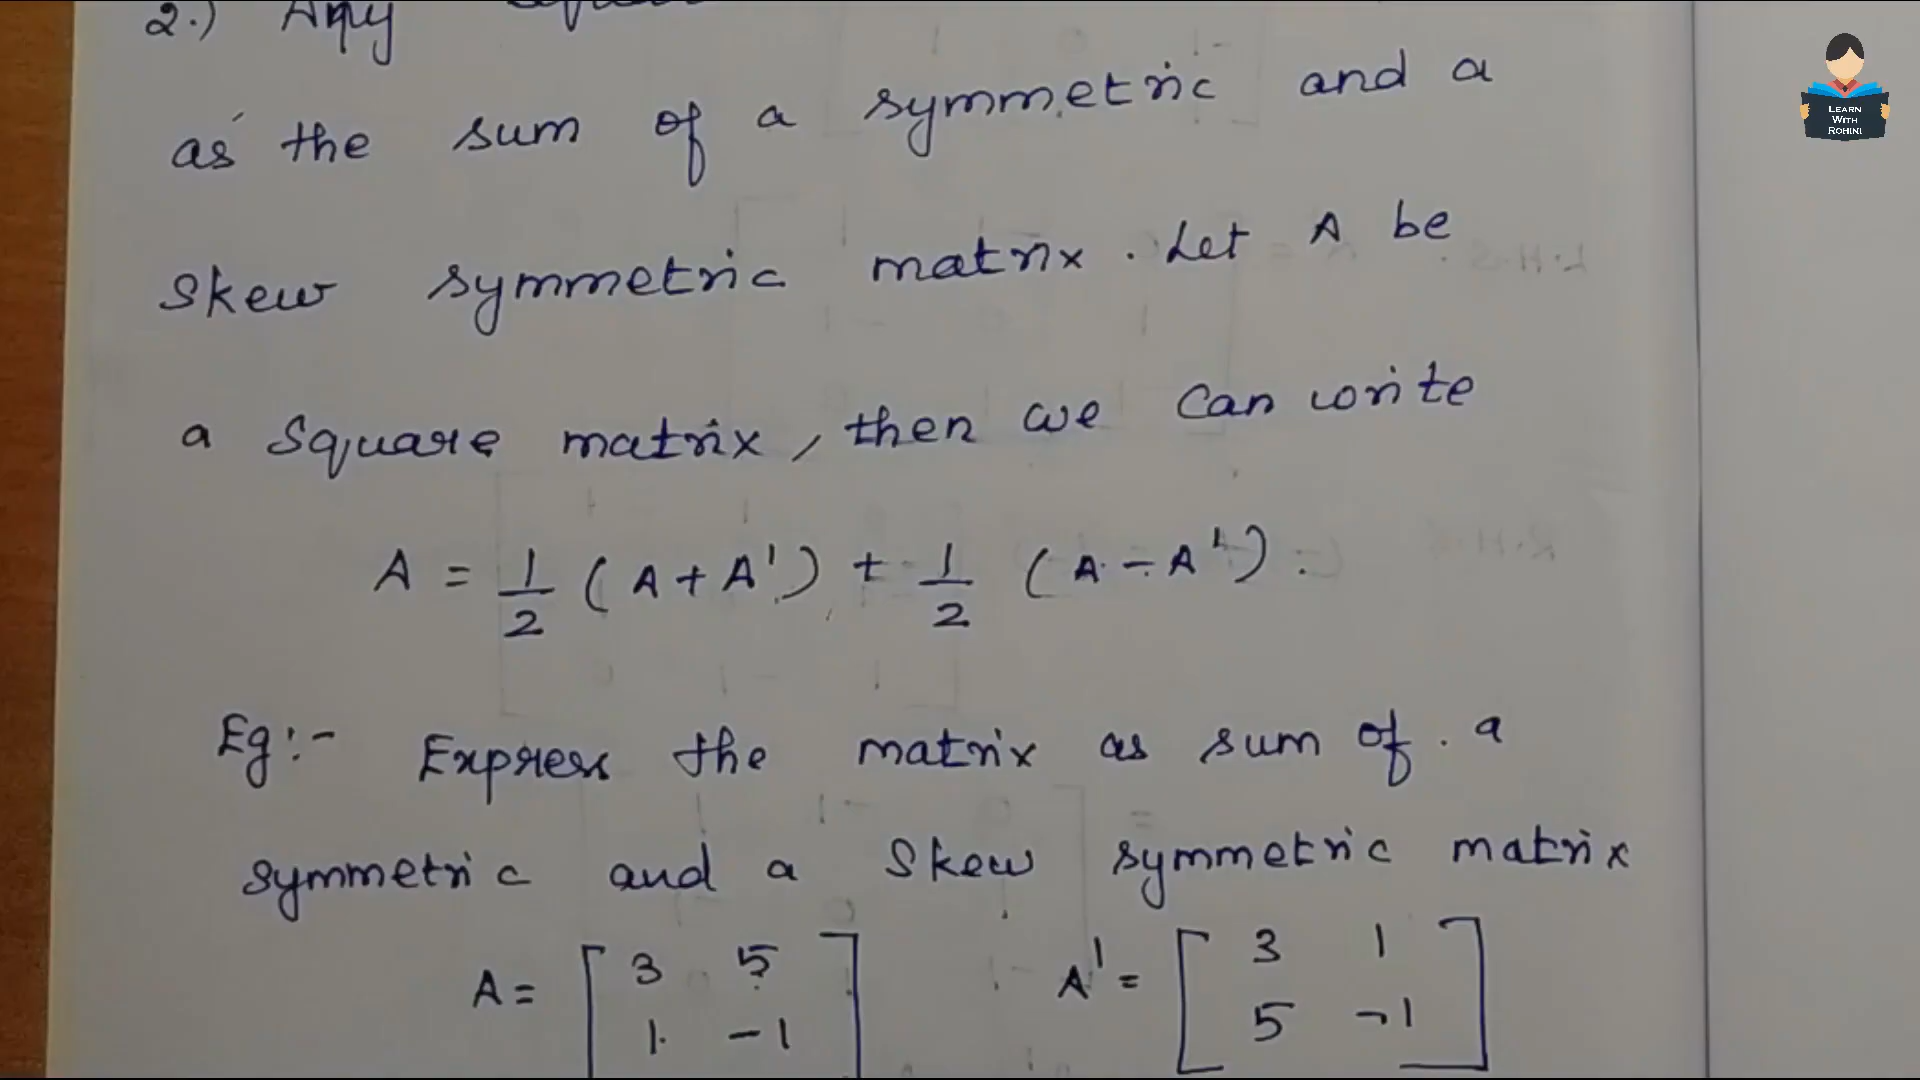 2.) Any
as the sum of a symmetric and a
skew symmetric matrix. Let A be
a square matrix, then we can write
A = 1/2 (A + A') + 1/2 (A - A').
Eg:- Express the matrix as sum of a
symmetric and a skew symmetric matrix
A = [ 3 5
1 -1 ]
A' = [ 3 1
5 -1 ]
LEARN
WITH
ROHINI